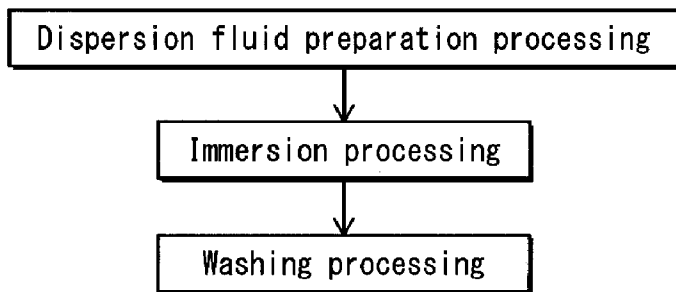 Dispersion fluid preparation processing
Immersion processing
Washing processing